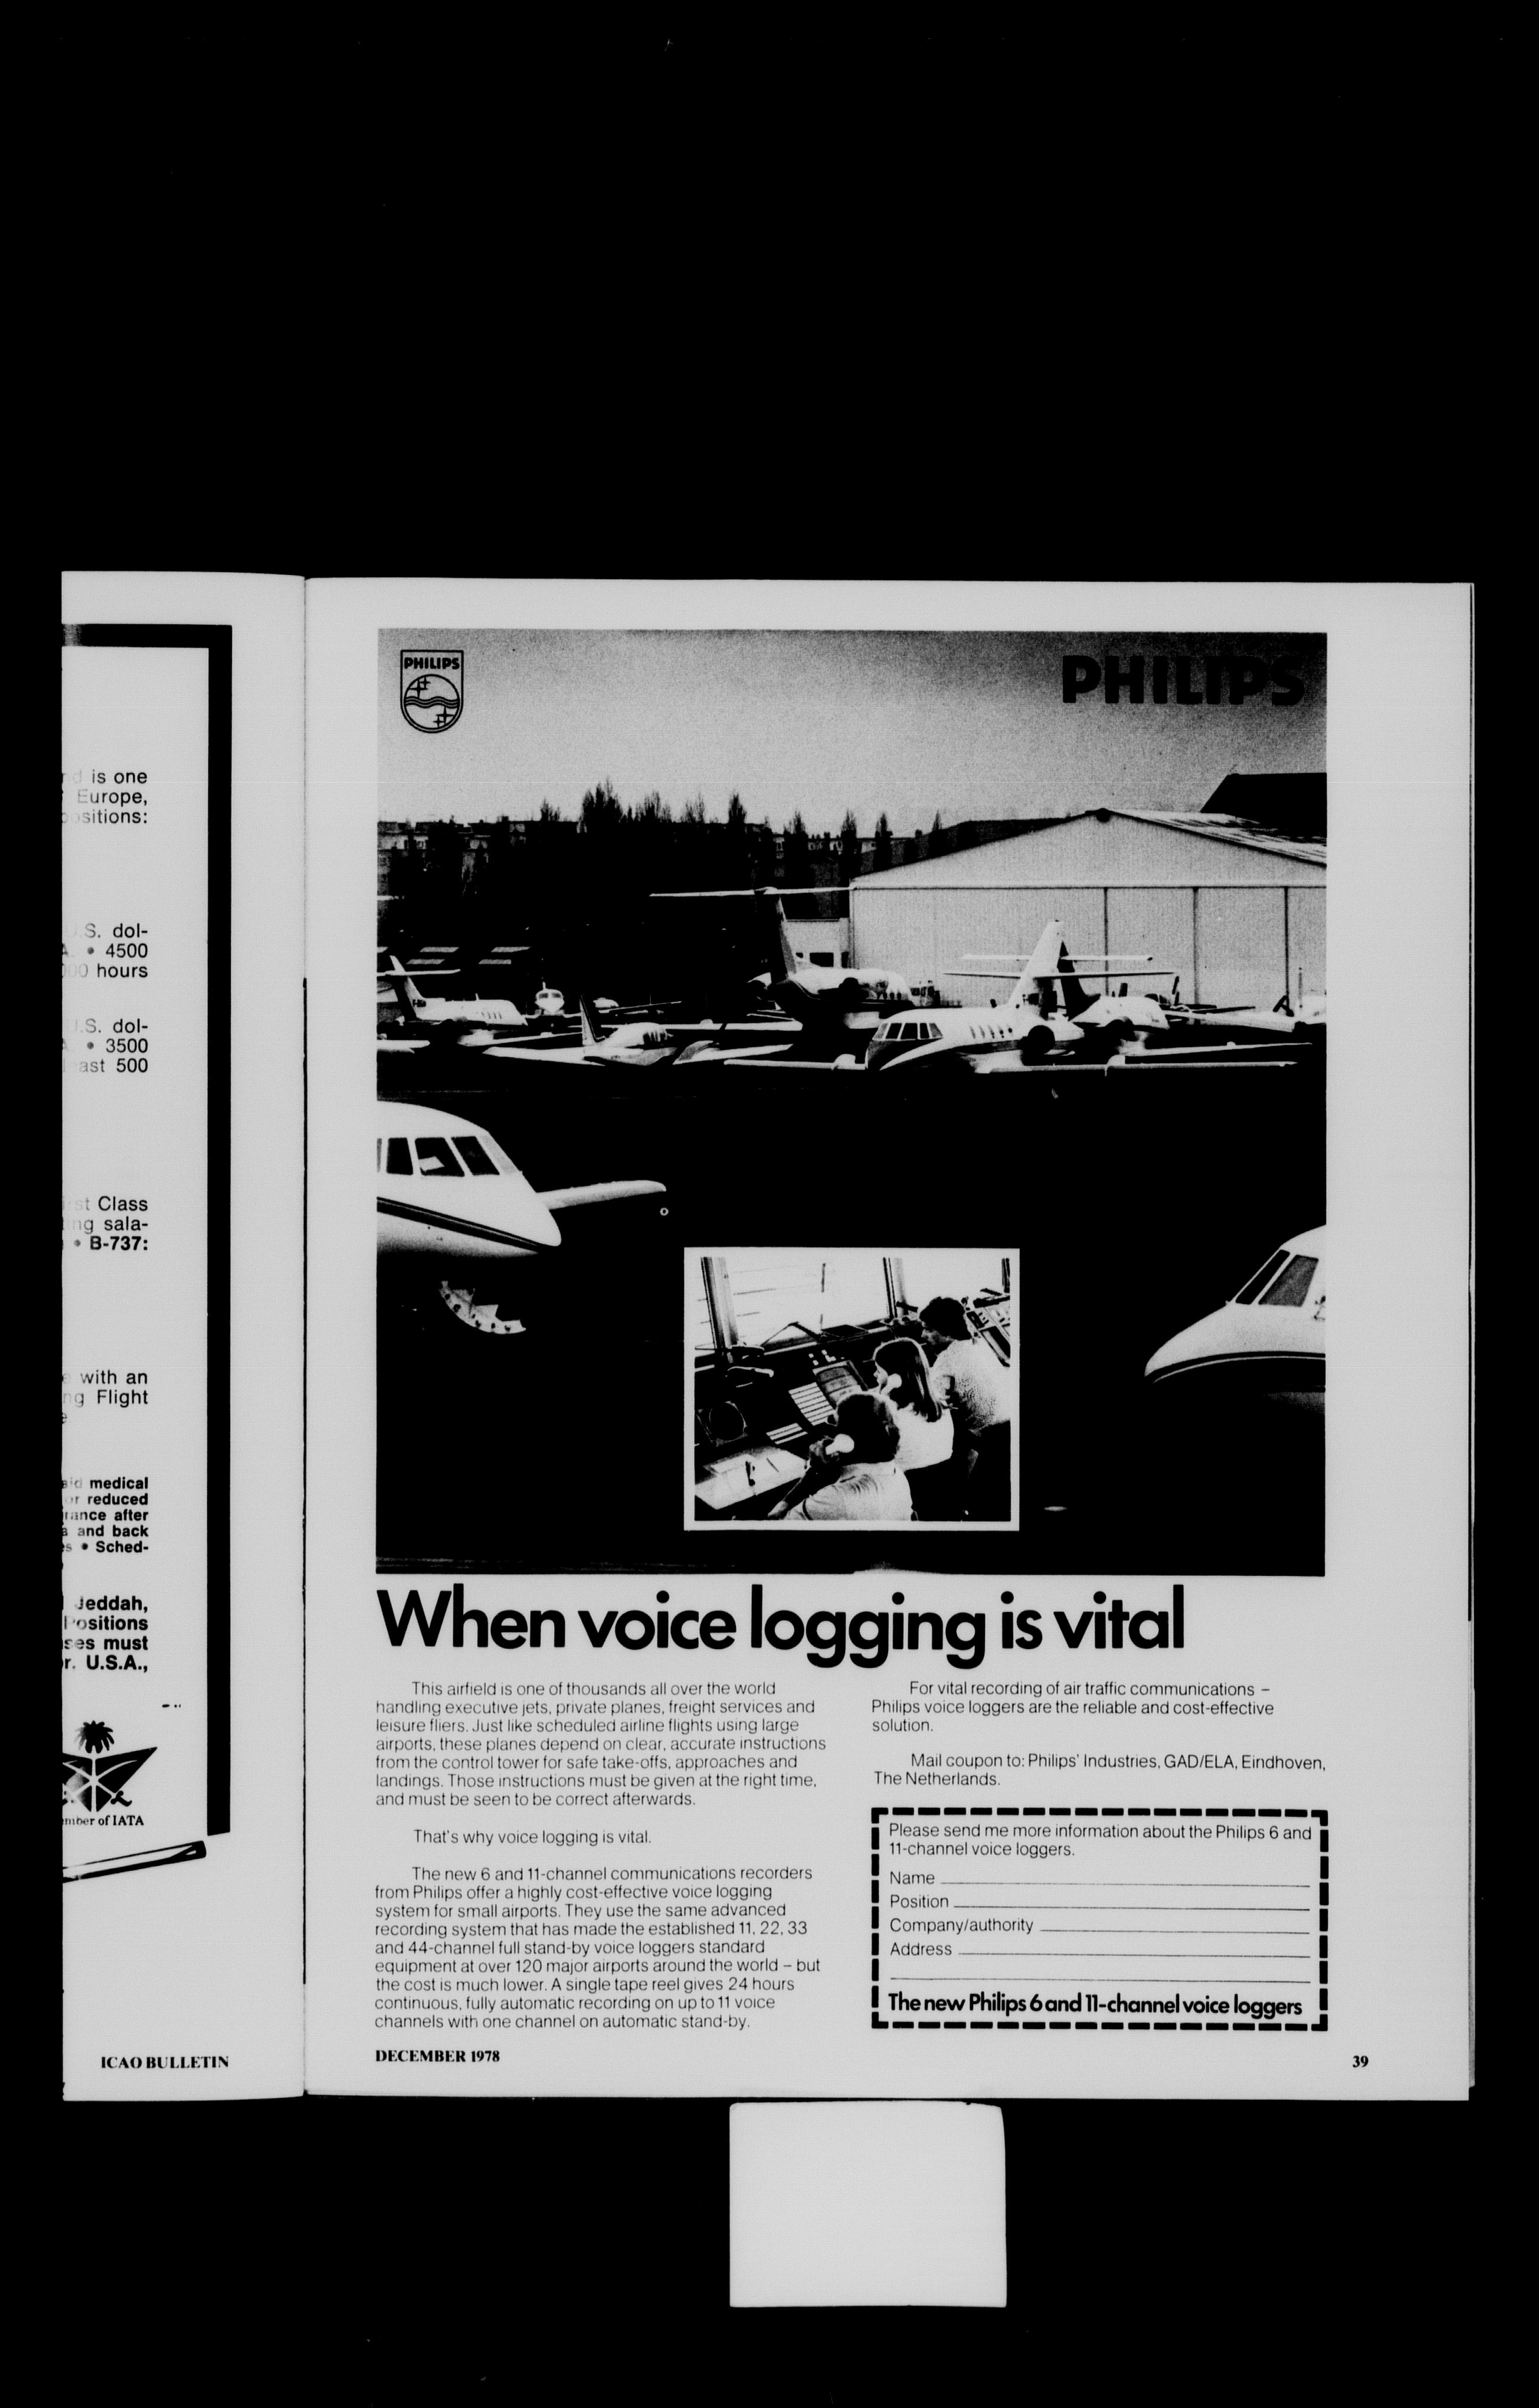 is one
Europe,
sitions:
S. dol-
• 4500
hours
.S. dol-
• 3500
ast 500
st Class
ng sala-
• B-737:
with an
ng Flight
medical
or reduced
rance after
and back
• Sched-
Jeddah,
Positions
ses must
r. U.S.A.,
mber of IATA
ICAO BULLETIN
PHILIPS
PHILIPS
When voice logging is vital
This airfield is one of thousands all over the world
handling executive jets, private planes, freight services and
leisure fliers. Just like scheduled airline flights using large
airports, these planes depend on clear, accurate instructions
from the control tower for safe take-offs, approaches and
landings. Those instructions must be given at the right time,
and must be seen to be correct afterwards.
That's why voice logging is vital.
The new 6 and 11-channel communications recorders
from Philips offer a highly cost-effective voice logging
system for small airports. They use the same advanced
recording system that has made the established 11, 22, 33
and 44-channel full stand-by voice loggers standard
equipment at over 120 major airports around the world – but
the cost is much lower. A single tape reel gives 24 hours
continuous, fully automatic recording on up to 11 voice
channels with one channel on automatic stand-by.
For vital recording of air traffic communications –
Philips voice loggers are the reliable and cost-effective
solution.
Mail coupon to: Philips' Industries, GAD/ELA, Eindhoven,
The Netherlands.
Please send me more information about the Philips 6 and
11-channel voice loggers.
Name
Position
Company/authority
Address
The new Philips 6 and 11-channel voice loggers
DECEMBER 1978
39